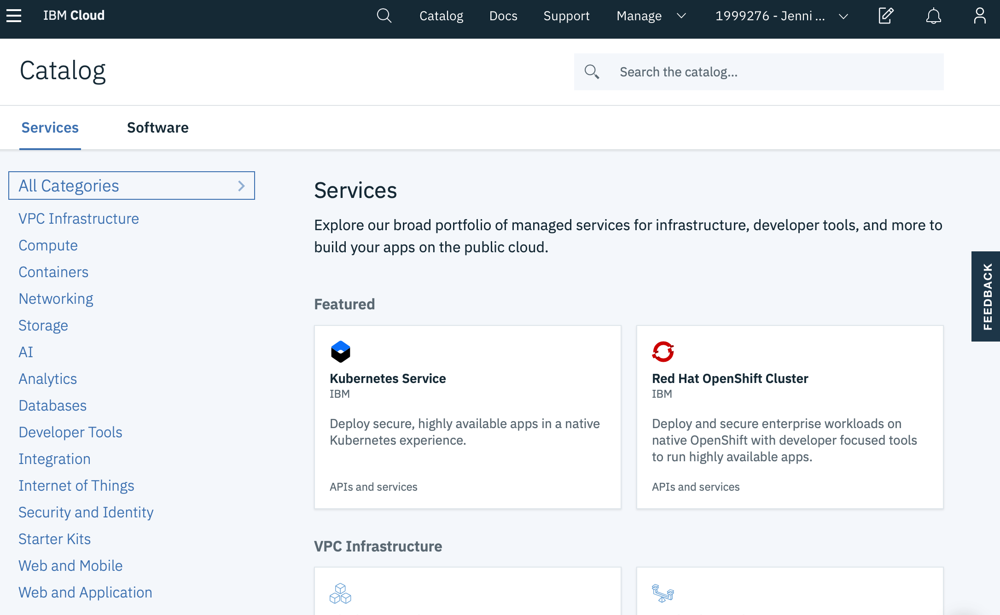 IBM Cloud
Catalog
Docs
Support
Manage
1999276 - Jenni ...
Catalog
Search the catalog...
Services
Software
All Categories
VPC Infrastructure
Compute
Containers
Networking
Storage
AI
Analytics
Databases
Developer Tools
Integration
Internet of Things
Security and Identity
Starter Kits
Web and Mobile
Web and Application
Services
Explore our broad portfolio of managed services for infrastructure, developer tools, and more to
build your apps on the public cloud.
Featured
Kubernetes Service
IBM
Deploy secure, highly available apps in a native
Kubernetes experience.
APIs and services
Red Hat OpenShift Cluster
IBM
Deploy and secure enterprise workloads on
native OpenShift with developer focused tools
to run highly available apps.
APIs and services
VPC Infrastructure
FEEDBACK